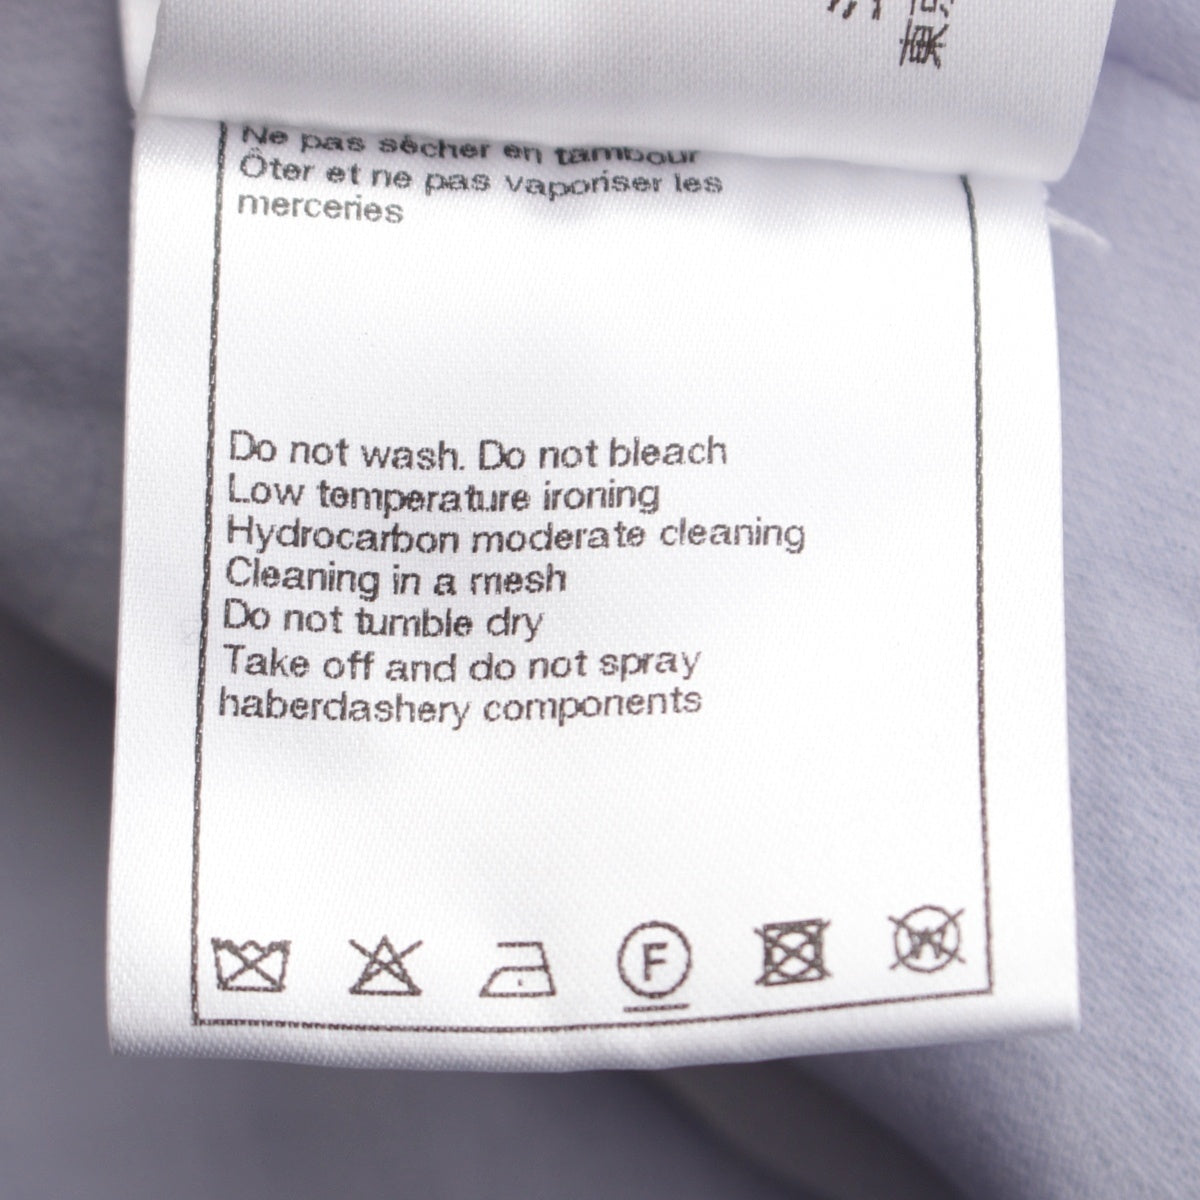 Ne pas sècher en tambour
Ôter et ne pas vaporiser les
merceries
Do not wash. Do not bleach
Low temperature ironing
Hydrocarbon moderate cleaning
Cleaning in a mesh
Do not tumble dry
Take off and do not spray
haberdashery components
F
W